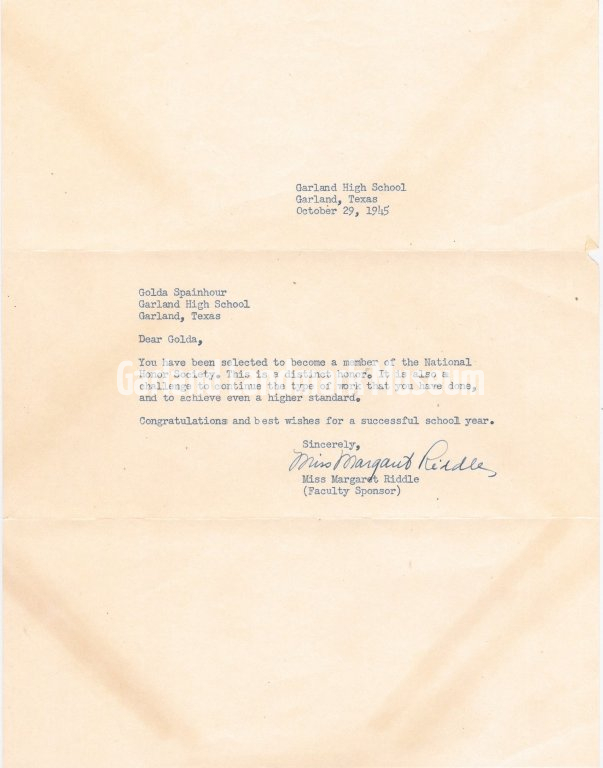 Garland High School
Garland, Texas
October 29, 1945
Golda Spainhour
Garland High School
Garland, Texas
Dear Golda,
You have been selected to become a member of the National
Honor Society. This is a distinct honor. It is also a
challenge to continue the type of work that you have done,
and to achieve even a higher standard.
Congratulations and best wishes for a successful school year.
Sincerely,
Miss Margaret Riddle
Miss Margaret Riddle
(Faculty Sponsor)